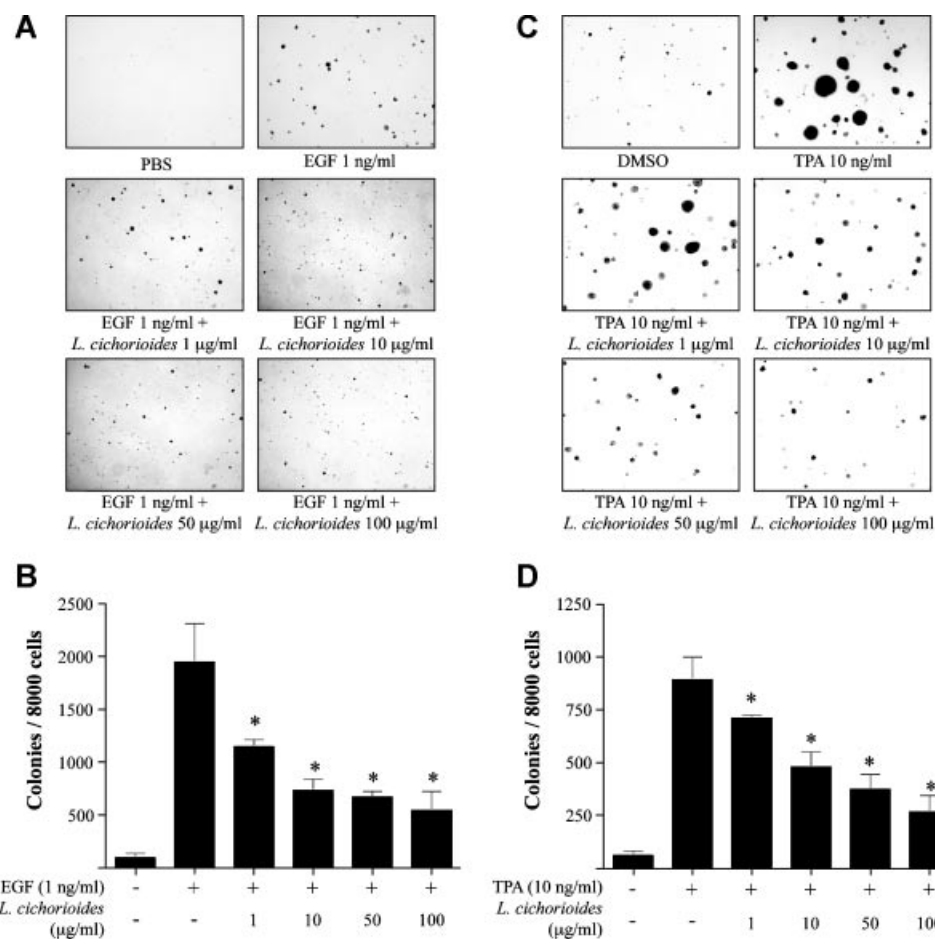 A
PBS
EGF 1 ng/ml
EGF 1 ng/ml +
L. cichorioides 1 μg/ml
EGF 1 ng/ml +
L. cichorioides 10 μg/ml
EGF 1 ng/ml +
L. cichorioides 50 μg/ml
EGF 1 ng/ml +
L. cichorioides 100 μg/ml
C
DMSO
TPA 10 ng/ml
TPA 10 ng/ml +
L. cichorioides 1 μg/ml
TPA 10 ng/ml +
L. cichorioides 10 μg/ml
TPA 10 ng/ml +
L. cichorioides 50 μg/ml
TPA 10 ng/ml +
L. cichorioides 100 μg/ml
B
Colonies / 8000 cells
2500
2000
1500
1000
500
* * * *
EGF (1 ng/ml) - + + + + +
L. cichorioides
(μg/ml) - - 1 10 50 100
D
Colonies / 8000 cells
1250
1000
750
500
250
* * * *
TPA (10 ng/ml) - + + + + +
L. cichorioides
(μg/ml) - - 1 10 50 100